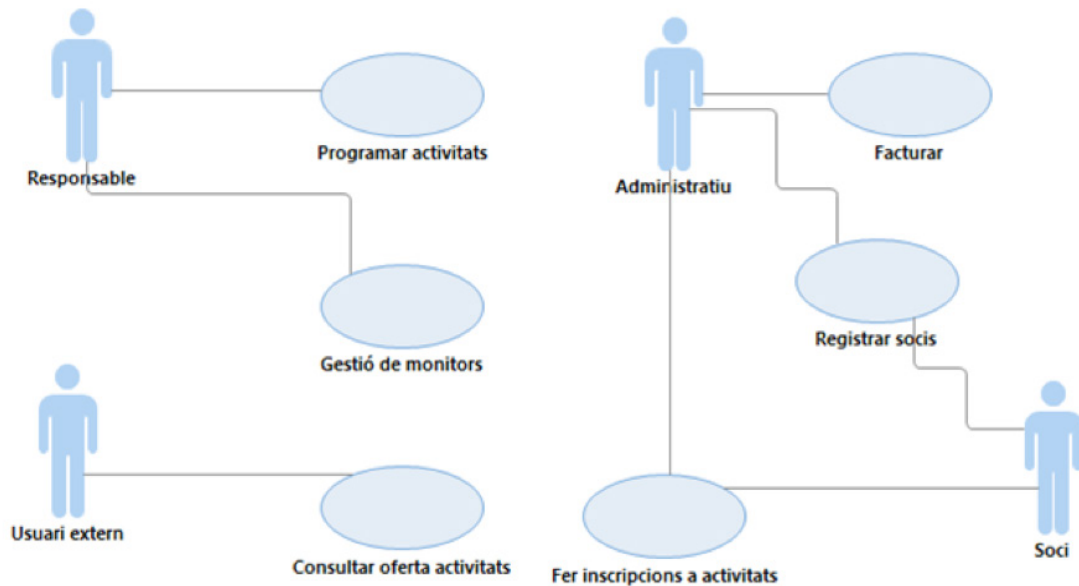 Programar activitats
Facturar
Responsable
Administratiu
Registrar socis
Gestió de monitors
Usuari extern
Soci
Consultar oferta activitats
Fer inscripcions a activitats